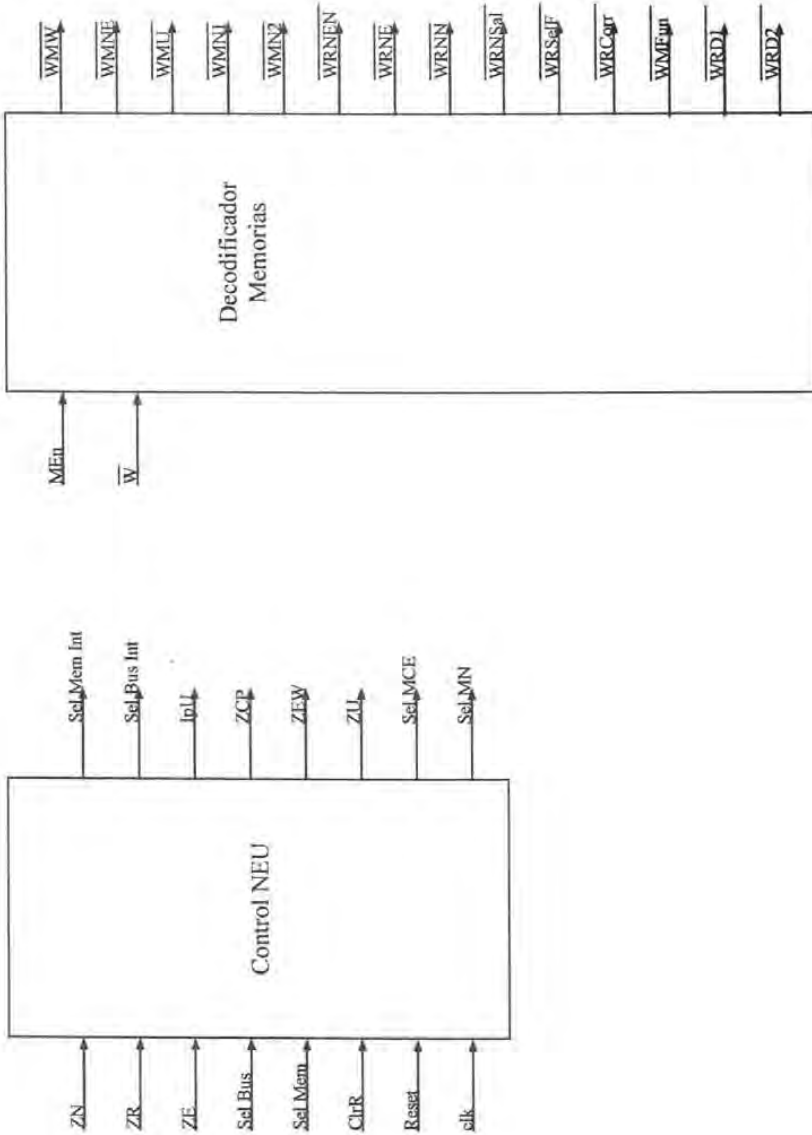 WMW
WMNE
WMU
WMN1
WMN2
WRNEN
WRNE
WRNN
WRNSal
WRSelF
WRCorr
WMFun
WRD1
WRD2
Decodificador
Memorias
MEn
W
Sel Mem Int
Sel Bus Int
IplU
ZCP
ZEW
ZU
Sel MCE
Sel MN
Control NEU
ZN
ZR
ZE
Sel Bus
Sel Mem
ClrR
Reset
clk